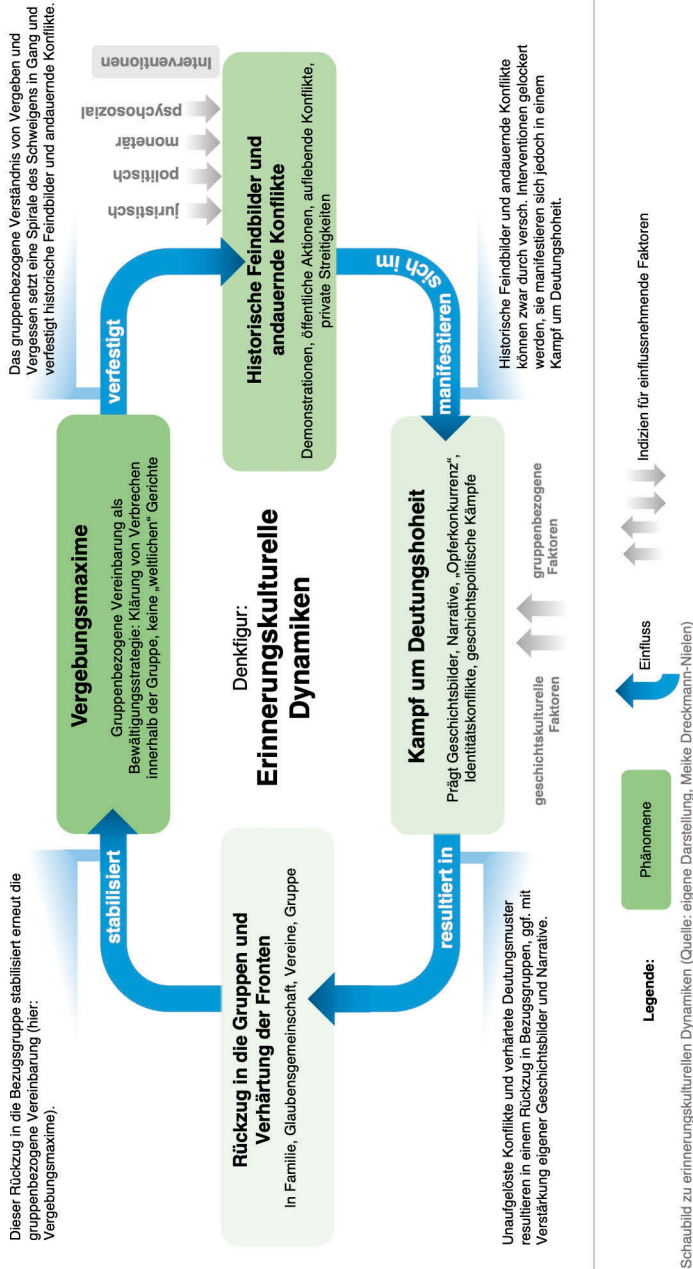 Dieser Rückzug in die Bezugsgruppe stabilisiert erneut die
gruppenbezogene Vereinbarung (hier:
Vergebungsmaxime).
Das gruppenbezogene Verständnis von Vergeben und
Vergessen setzt eine Spirale des Schweigens in Gang und
verfestigt historische Feindbilder und andauernde Konflikte.
stabilisiert
Vergebungsmaxime
Gruppenbezogene Vereinbarung als
Bewältigungsstrategie: Klärung von Verbrechen
innerhalb der Gruppe, keine „weltlichen“ Gerichte
verfestigt
Rückzug in die Gruppen und
Verhärtung der Fronten
In Familie, Glaubensgemeinschaft, Vereine, Gruppe
Denkfigur:
Erinnerungskulturelle
Dynamiken
Historische Feindbilder und
andauernde Konflikte
Demonstrationen, öffentliche Aktionen, auflebende Konflikte,
private Streitigkeiten
Interventionen
psychosozial
monetär
politisch
juristisch
resultiert in
Kampf um Deutungshoheit
Prägt Geschichtsbilder, Narrative, „Opferkonkurrenz“,
Identitätskonflikte, geschichtspolitische Kämpfe
manifestieren
sich im
geschichtskulturelle
Faktoren
gruppenbezogene
Faktoren
Unaufgelöste Konflikte und verhärtete Deutungsmuster
resultieren in einem Rückzug in Bezugsgruppen, ggf. mit
Verstärkung eigener Geschichtsbilder und Narrative.
Historische Feindbilder und andauernde Konflikte
können zwar durch versch. Interventionen gelockert
werden, sie manifestieren sich jedoch in einem
Kampf um Deutungshoheit.
Legende:
Phänomene
Einfluss
Indizien für einflussnehmende Faktoren
Schaubild zu erinnerungskulturellen Dynamiken (Quelle: eigene Darstellung, Meike Dreckmann-Nielen)